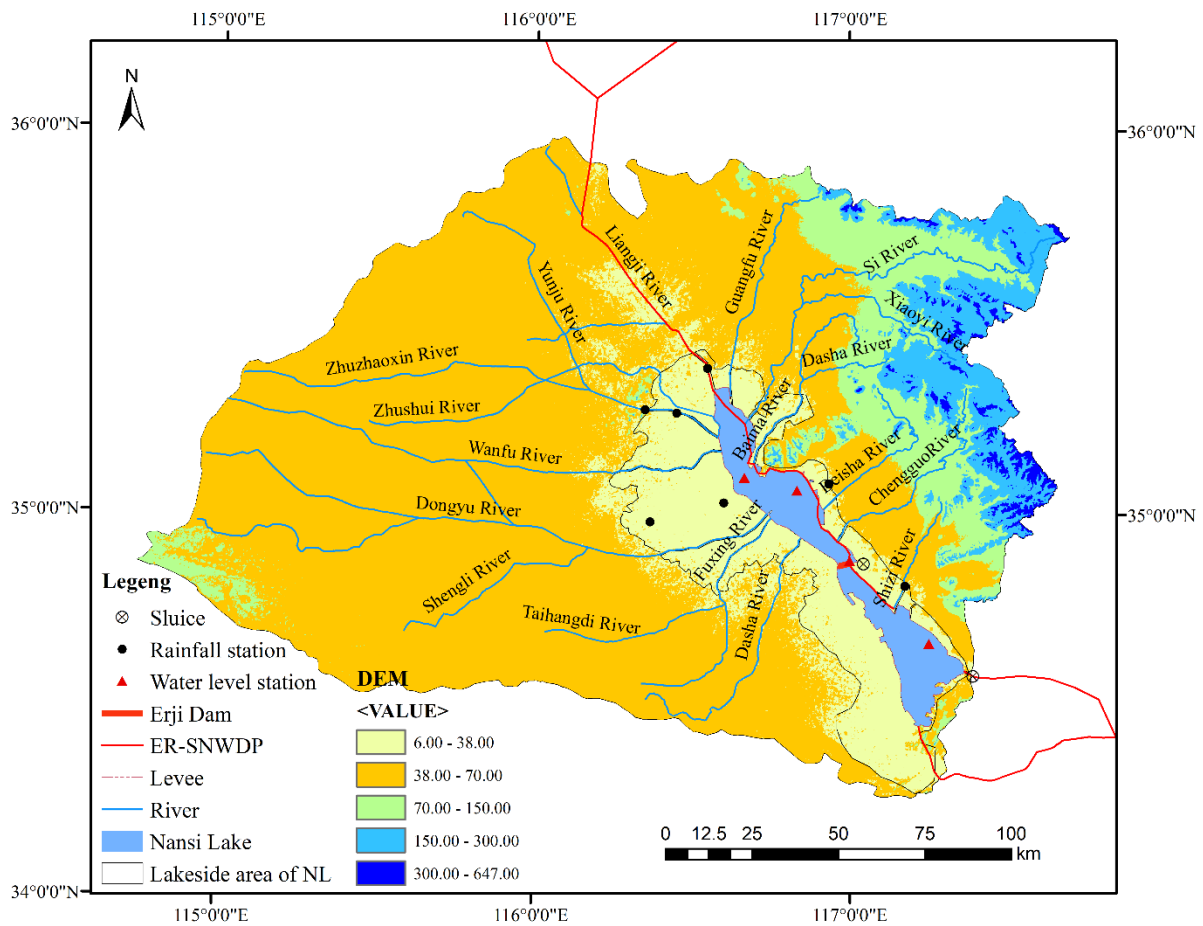 115°0'0"E 116°0'0"E 117°0'0"E
N
36°0'0"N 36°0'0"N
Liangji River
Guangfu River
Si River
Yunju River
Xiaoyi River
Zhuzhaoxin River
Dasha River
Zhushui River
Baima River
Wanfu River
Beisha River
ChengguoRiver
35°0'0"N 35°0'0"N
Dongyu River
Fuxing River
Shizi River
Shengli River
Taihangdi River
Dasha River
Legeng
Sluice
Rainfall station
Water level station
Erji Dam
ER-SNWDP
Levee
River
Nansi Lake
Lakeside area of NL
DEM
<VALUE>
6.00 - 38.00
38.00 - 70.00
70.00 - 150.00
150.00 - 300.00
300.00 - 647.00
0 12.5 25 50 75 100
km
34°0'0"N 34°0'0"N
115°0'0"E 116°0'0"E 117°0'0"E